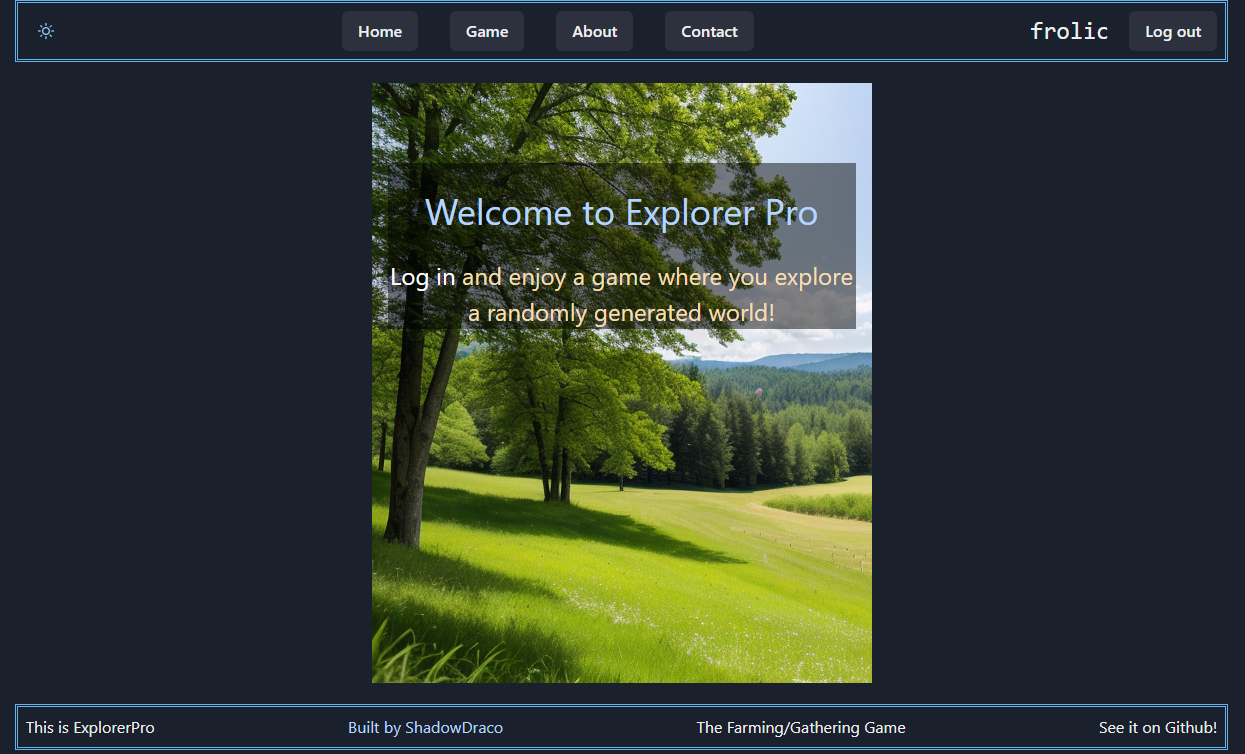 Home Game About Contact frolic Log out
Welcome to Explorer Pro
Log in and enjoy a game where you explore
a randomly generated world!
This is ExplorerPro Built by ShadowDraco The Farming/Gathering Game See it on Github!